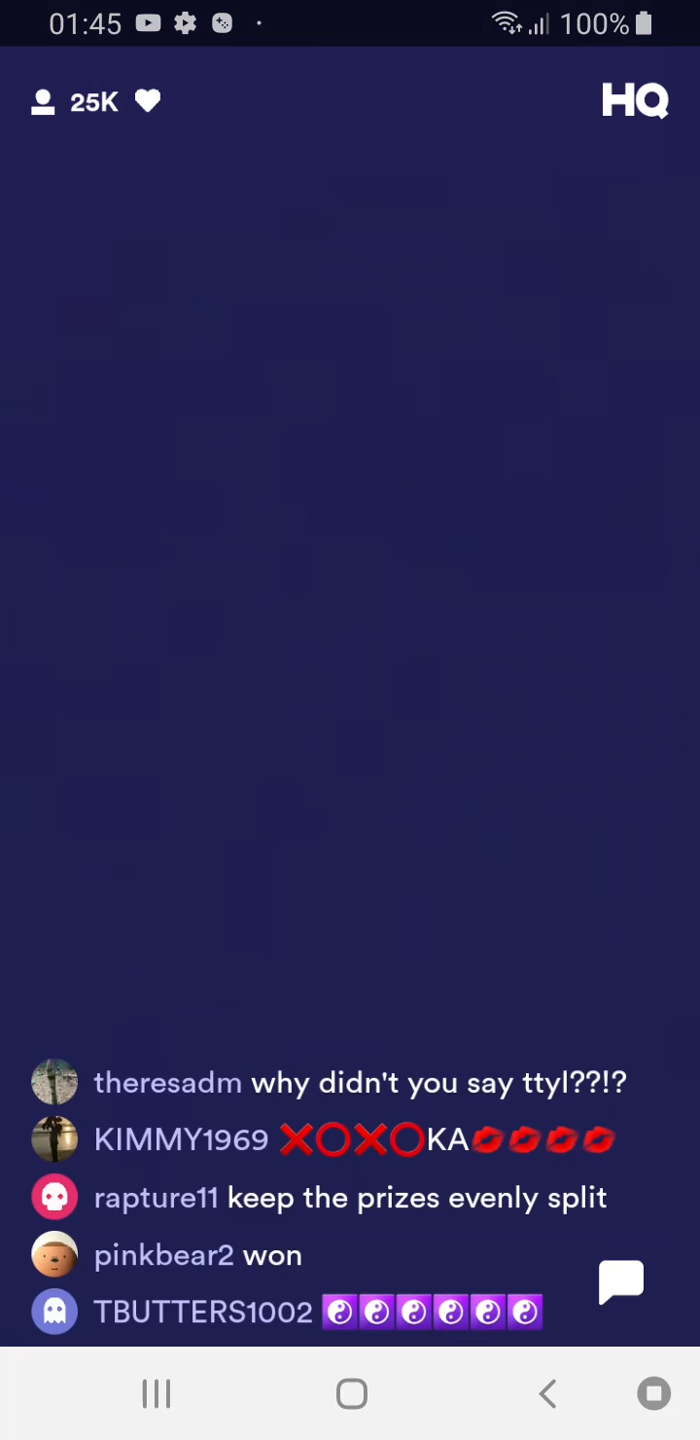 01:45 100%
25K HQ
theresadm why didn't you say ttyl??!?
KIMMY1969 ❌⭕❌⭕KA💋💋💋💋
rapture11 keep the prizes evenly split
pinkbear2 won
TBUTTERS1002 ☯️☯️☯️☯️☯️☯️